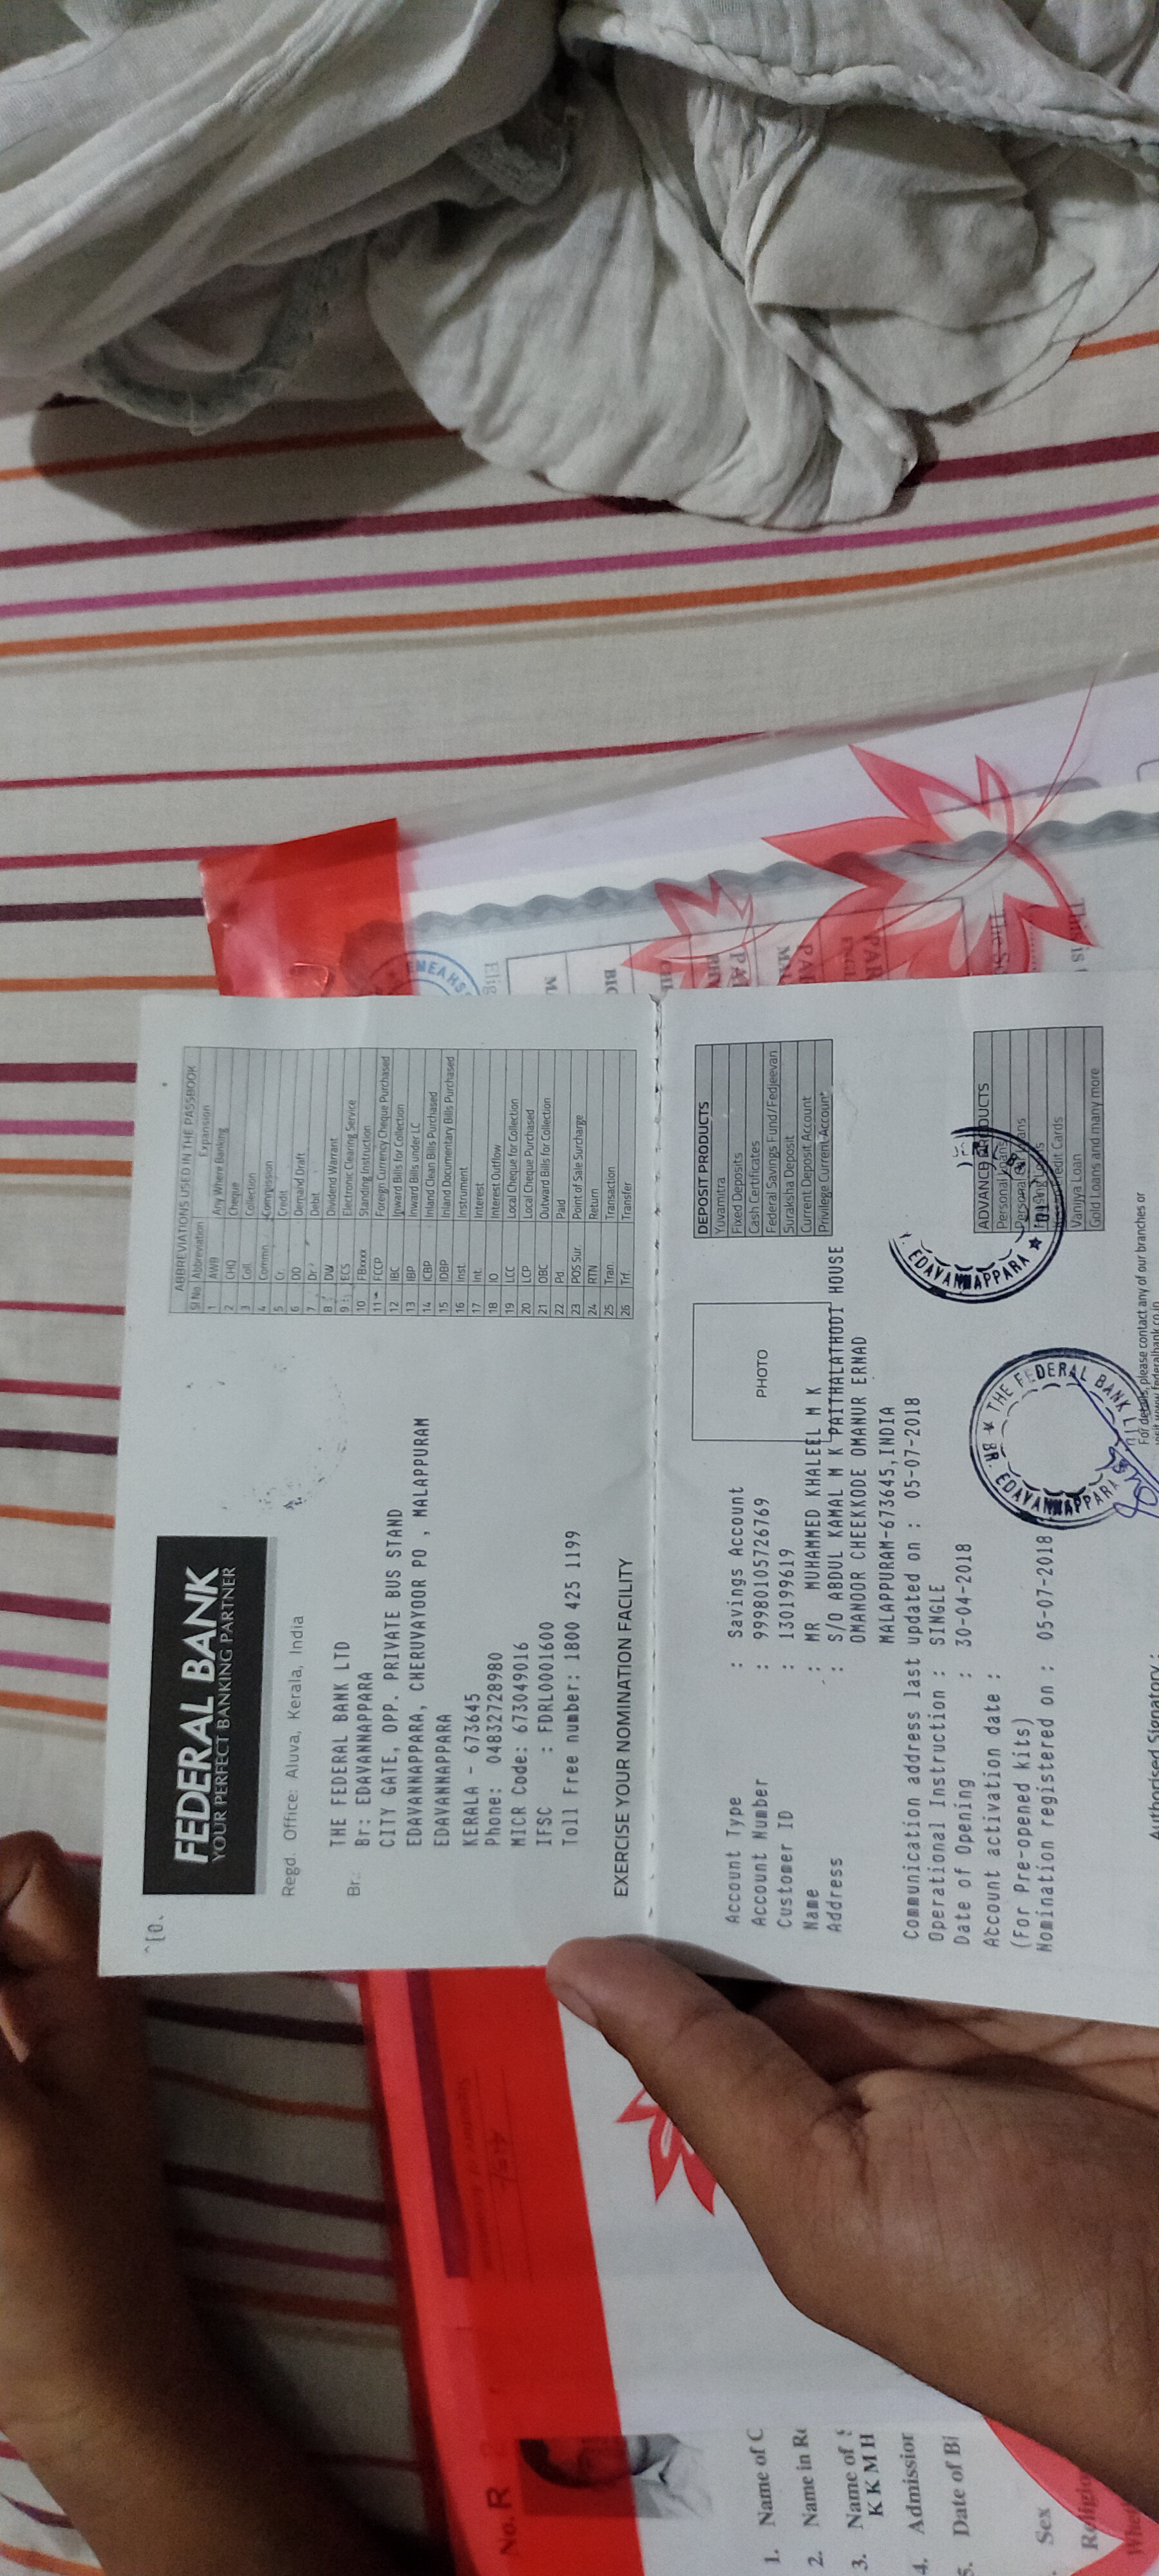 ^[0.
FEDERAL BANK
YOUR PERFECT BANKING PARTNER
Regd. Office: Aluva, Kerala, India
Br.: THE FEDERAL BANK LTD
Br: EDAVANNAPPARA
CITY GATE, OPP. PRIVATE BUS STAND
EDAVANNAPPARA, CHERUVAYOOR PO , MALAPPURAM
EDAVANNAPPARA
KERALA - 673645
Phone: 04832728980
MICR Code: 673049016
IFSC : FDRL0001600
Toll Free number: 1800 425 1199
EXERCISE YOUR NOMINATION FACILITY
ABBREVIATIONS USED IN THE PASSBOOK
Sl No. Abbreviation Expansion
1 AWB Any Where Banking
2 CHQ Cheque
3 Coll. Collection
4 Commn. Commission
5 Cr. Credit
6 DD Demand Draft
7 Dr. Debit
8 DW Dividend Warrant
9 ECS Electronic Clearing Service
10 FBxxxx Standing Instruction
11 FCCP Foreign Currency Cheque Purchased
12 IBC Inward Bills for Collection
13 IBP Inward Bills under LC
14 ICBP Inland Clean Bills Purchased
15 IDBP Inland Documentary Bills Purchased
16 Inst. Instrument
17 Int. Interest
18 IO Interest Outflow
19 LCC Local Cheque for Collection
20 LCP Local Cheque Purchased
21 OBC Outward Bills for Collection
22 Pd. Paid
23 POS Sur. Point of Sale Surcharge
24 RTN Return
25 Tran. Transaction
26 Trf. Transfer
Account Type : Savings Account
Account Number : 99980105726769
Customer ID : 130199619
Name : MR MUHAMMED KHALEEL M K
Address : S/O ABDUL KAMAL M K PAITHALATHODI HOUSE
OMANOOR CHEEKKODE OMANUR ERNAD
MALAPPURAM-673645,INDIA
Communication address last updated on : 05-07-2018
Operational Instruction : SINGLE
Date of Opening : 30-04-2018
Account activation date :
(For Pre-opened kits)
Nomination registered on : 05-07-2018
Authorised Signatory :
PHOTO
DEPOSIT PRODUCTS
Yuvamitra
Fixed Deposits
Cash Certificates
Federal Savings Fund/Fedjeevan
Suraksha Deposit
Current Deposit Account
Privilege Current Account
ADVANCE PRODUCTS
Personal Loans
Personal
Credit Cards
Vaniya Loan
Gold Loans and many more
EDAVANNAPPARA
THE FEDERAL BANK LTD
BR. EDAVANNAPPARA
For details, please contact any of our branches or
visit www.federalbank.co.in
No. R
1. Name of
2. Name in
3. Name of
K K M H
4. Admission
5. Date of
Sex